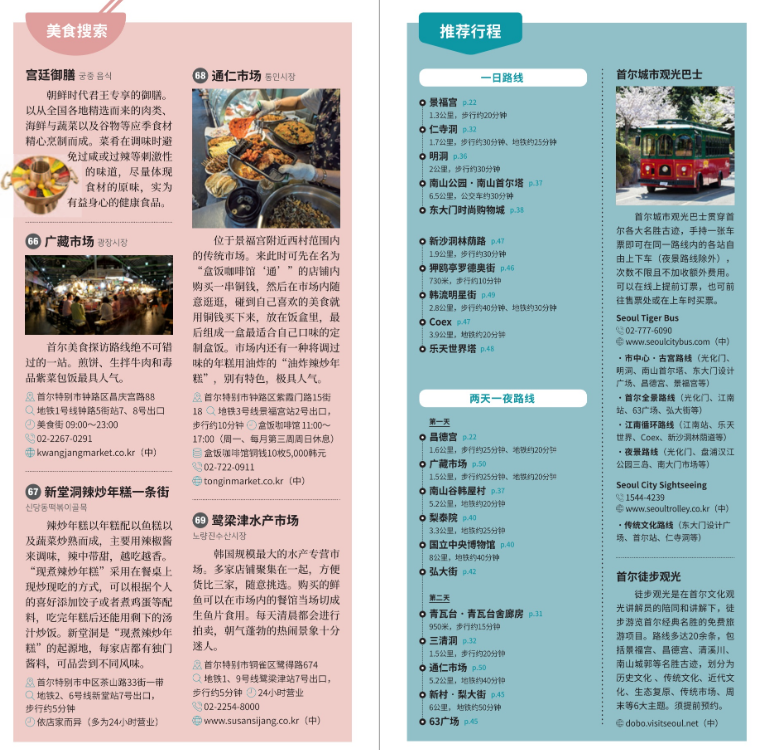 美食搜索
宫廷御膳 궁중 음식
朝鲜时代君王专享的御膳。
以从全国各地精选而来的肉类、
海鲜与蔬菜以及谷物等应季食材
精心烹制而成。菜肴在调味时避
免过咸或过辣等刺激性
的味道，尽量体现
食材的原味，实为
有益身心的健康食品。
66 广藏市场 광장시장
首尔美食探访路线绝不可错
过的一站。煎饼、生拌牛肉和毒
品紫菜包饭最具人气。
首尔特别市钟路区昌庆宫路88
地铁1号线钟路5街站7、8号出口
美食街 09:00～23:00
02-2267-0291
kwangjangmarket.co.kr（中）
67 新堂洞辣炒年糕一条街
신당동떡볶이골목
辣炒年糕以年糕配以鱼糕以
及蔬菜炒熟而成，主要用辣椒酱
来调味，辣中带甜，越吃越香。
“现煮辣炒年糕”采用在餐桌上
现炒现吃的方式，可以根据个人
的喜好添加饺子或者煮鸡蛋等配
料，吃完年糕后还能用剩下的汤
汁炒饭。新堂洞是“现煮辣炒年
糕”的起源地，每家店都有独门
酱料，可品尝到不同风味。
首尔特别市中区茶山路33街一带
地铁2、6号线新堂站7号出口，
步行约5分钟
依店家而异（多为24小时营业）
68 通仁市场 통인시장
位于景福宫附近西村范围内
的传统市场。来此时可先在名为
“盒饭咖啡馆‘通’”的店铺内
购买一串铜钱，然后在市场内随
意逛逛，碰到自己喜欢的美食就
用铜钱买下来，放在饭盒里，最
后组成一盒最适合自己口味的定
制盒饭。市场内还有一种将调过
味的年糕用油炸的“油炸辣炒年
糕”，别有特色，极具人气。
首尔特别市钟路区紫霞门路15街
18 地铁3号线景福宫站2号出口，
步行约10分钟 盒饭咖啡馆 11:00～
17:00（周一、每月第三周周日休息）
盒饭咖啡馆铜钱10枚5,000韩元
02-722-0911
tonginmarket.co.kr（中）
69 鹭梁津水产市场
노량진수산시장
韩国规模最大的水产专营市
场。多家店铺聚集在一起，方便
货比三家，随意挑选。购买的鲜
鱼可以在市场内的餐馆当场切成
生鱼片食用。每天清晨都会进行
拍卖，朝气蓬勃的热闹景象十分
迷人。
首尔特别市铜雀区鹭得路674
地铁1、9号线鹭梁津站7号出口，
步行约5分钟 24小时营业
02-2254-8000
www.susansijang.co.kr（中）
推荐行程
一日路线
景福宫 p.22
1.3公里，步行约20分钟
仁寺洞 p.32
1.7公里，步行约30分钟、地铁约25分钟
明洞 p.36
2公里，步行约30分钟
南山公园·南山首尔塔 p.37
6.5公里，公交车约30分钟
东大门时尚购物城 p.38
新沙洞林荫路 p.47
1.9公里，步行约30分钟
狎鸥亭罗德奥街 p.46
730米，步行约10分钟
韩流明星街 p.49
2.8公里，步行约40分钟、地铁约30分钟
Coex p.47
3.9公里，地铁约20分钟
乐天世界塔 p.48
两天一夜路线
第一天
昌德宫 p.22
1.6公里，步行约25分钟、地铁约20分钟
广藏市场 p.50
1.5公里，步行约25分钟、地铁约20分钟
南山谷韩屋村 p.37
5.2公里，地铁约20分钟
梨泰院 p.40
3.3公里，地铁约25分钟
国立中央博物馆 p.40
8公里，地铁约40分钟
弘大街 p.42
第二天
青瓦台·青瓦台舍廊房 p.31
950米，步行约15分钟
三清洞 p.32
1.5公里，步行约20分钟
通仁市场 p.50
5.2公里，地铁约40分钟
新村·梨大街 p.45
6公里，地铁约50分钟
63广场 p.45
首尔城市观光巴士
首尔城市观光巴士贯穿首
尔各大名胜古迹，手持一张车
票即可在同一路线内的各站自
由上下车（夜景路线除外），
次数不限且不加收额外费用。
可以在线上提前订票，也可前
往售票处或在上车时买票。
Seoul Tiger Bus
02-777-6090
www.seoulcitybus.com（中）
·市中心·古宫路线（光化门、
明洞、南山首尔塔、东大门设计
广场、昌德宫、景福宫等）
·首尔全景路线（光化门、江南
站、63广场、弘大街等）
·江南循环路线（江南站、乐天
世界、Coex、新沙洞林荫道等）
·夜景路线（光化门、盘浦汉江
公园三岛、南大门市场等）
Seoul City Sightseeing
1544-4239
www.seoultrolley.co.kr（中）
·传统文化路线（东大门设计广
场、首尔站、仁寺洞等）
首尔徒步观光
徒步观光是在首尔文化观
光讲解员的陪同和讲解下，徒
步游览首尔经典名胜的免费旅
游项目。路线多达20余条，包
括景福宫、昌德宫、清溪川、
南山城郭等名胜古迹，划分为
历史文化、传统文化、近代文
化、生态复原、传统市场、周
末等6大主题。须提前预约。
dobo.visitseoul.net（中）